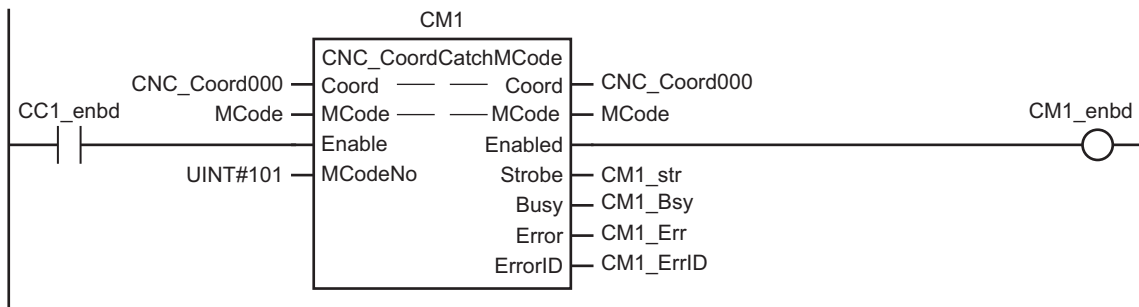 CM1
CNC_CoordCatchMCode
CNC_Coord000 Coord Coord CNC_Coord000
MCode MCode MCode MCode
CC1_enbd Enable Enabled CM1_enbd
UINT#101 MCodeNo Strobe CM1_str
Busy CM1_Bsy
Error CM1_Err
ErrorID CM1_ErrID